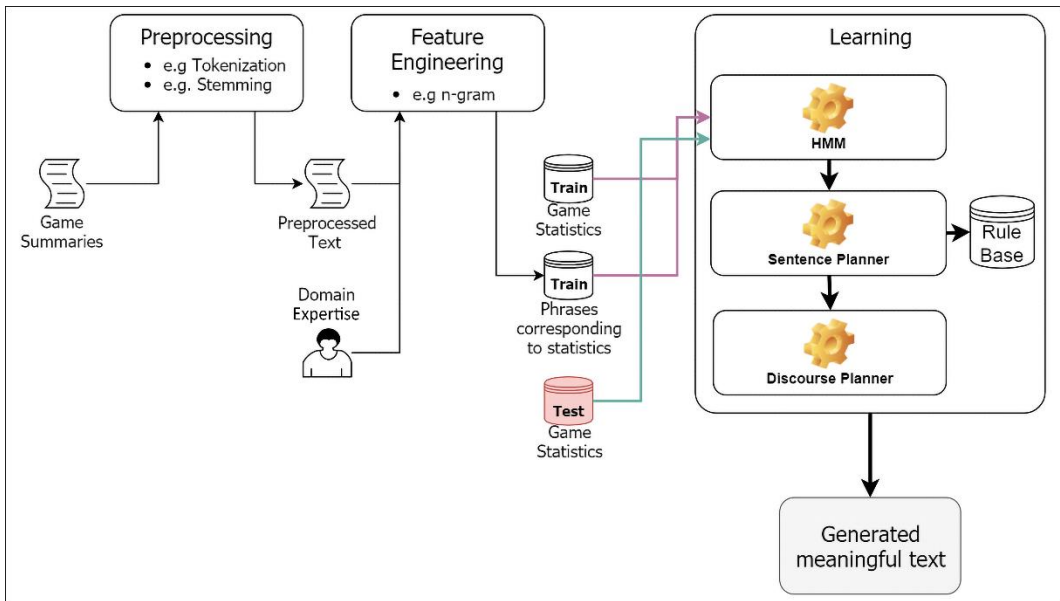 Preprocessing
e.g Tokenization
e.g. Stemming
Feature
Engineering
e.g n-gram
Learning
HMM
Sentence Planner
Rule
Base
Discourse Planner
Game
Summaries
Preprocessed
Text
Domain
Expertise
Train
Game
Statistics
Train
Phrases
corresponding
to statistics
Test
Game
Statistics
Generated
meaningful text